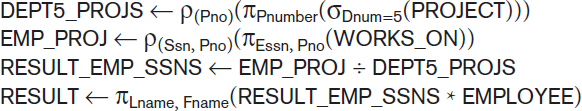 DEPT5_PROJS ← ρ(Pno)(πPnumber(σDnum=5(PROJECT)))
EMP_PROJ ← ρ(Ssn, Pno)(πEssn, Pno(WORKS_ON))
RESULT_EMP_SSNS ← EMP_PROJ ÷ DEPT5_PROJS
RESULT ← πLname, Fname(RESULT_EMP_SSNS * EMPLOYEE)